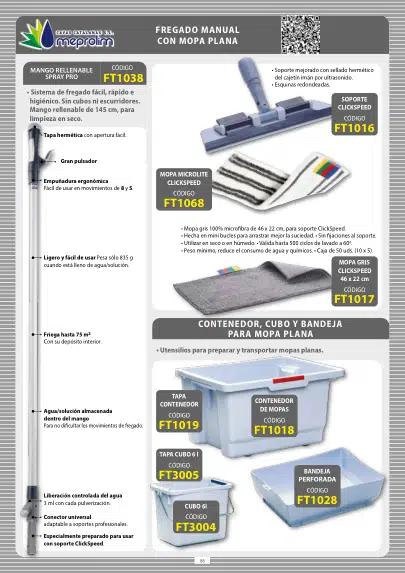 TAPAS CATALANAS S.L.
meprolim
FREGADO MANUAL
CON MOPA PLANA
MANGO RELLENABLE
SPRAY PRO
CÓDIGO
FT1038
• Sistema de fregado fácil, rápido e
higiénico. Sin cubos ni escurridores.
Mango rellenable de 145 cm, para
limpieza en seco.
Tapa hermética con apertura fácil.
Gran pulsador
Empuñadura ergonómica
Fácil de usar en movimientos de 8 y S.
Ligero y fácil de usar Pesa sólo 835 g
cuando está lleno de agua/solución.
Friega hasta 75 m²
Con su depósito interior.
Agua/solución almacenada
dentro del mango
Para no dificultar los movimientos de fregado.
Liberación controlada del agua
3 ml con cada pulverización.
Conector universal
adaptable a soportes profesionales.
Especialmente preparado para usar
con soporte ClickSpeed.
• Soporte mejorado con sellado hermético
del cajetín imán por ultrasonido.
• Esquinas redondeadas.
SOPORTE
CLICKSPEED
CÓDIGO
FT1016
MOPA MICROLITE
CLICKSPEED
CÓDIGO
FT1068
• Mopa gris 100% microfibra de 46 x 22 cm, para soporte ClickSpeed.
• Hecha en mini bucles para arrastrar mejor la suciedad. • Sin fijaciones al soporte.
• Utilizar en seco o en húmedo. • Válida hasta 500 ciclos de lavado a 60º.
• Peso mínimo, reduce el consumo de agua y químicos. • Caja de 50 uds. (10 x 5).
MOPA GRIS
CLICKSPEED
46 x 22 cm
CÓDIGO
FT1017
CONTENEDOR, CUBO Y BANDEJA
PARA MOPA PLANA
• Utensilios para preparar y transportar mopas planas.
TAPA
CONTENEDOR
CÓDIGO
FT1019
CONTENEDOR
DE MOPAS
CÓDIGO
FT1018
TAPA CUBO 6 l
CÓDIGO
FT3005
CUBO 6l
CÓDIGO
FT3004
BANDEJA
PERFORADA
CÓDIGO
FT1028